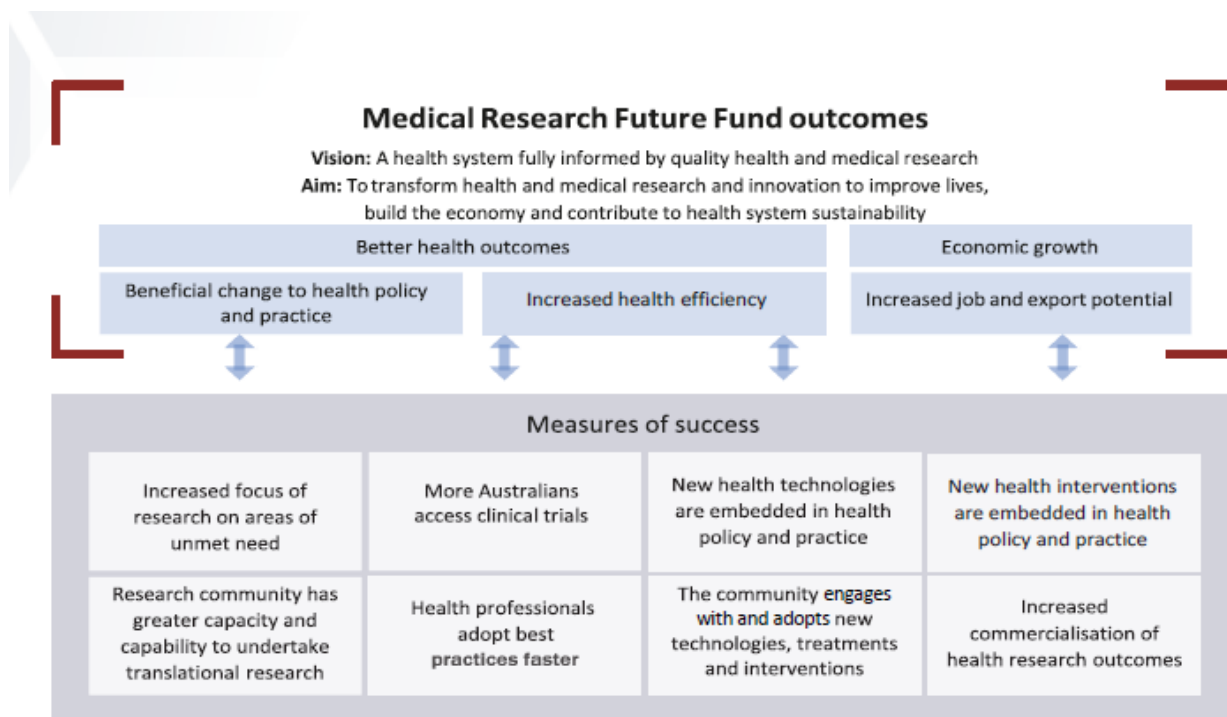 Medical Research Future Fund outcomes
Vision: A health system fully informed by quality health and medical research
Aim: To transform health and medical research and innovation to improve lives,
build the economy and contribute to health system sustainability
Better health outcomes
Economic growth
Beneficial change to health policy
and practice
Increased health efficiency
Increased job and export potential
Measures of success
Increased focus of
research on areas of
unmet need
More Australians
access clinical trials
New health technologies
are embedded in health
policy and practice
New health interventions
are embedded in health
policy and practice
Research community has
greater capacity and
capability to undertake
translational research
Health professionals
adopt best
practices faster
The community engages
with and adopts new
technologies, treatments
and interventions
Increased
commercialisation of
health research outcomes